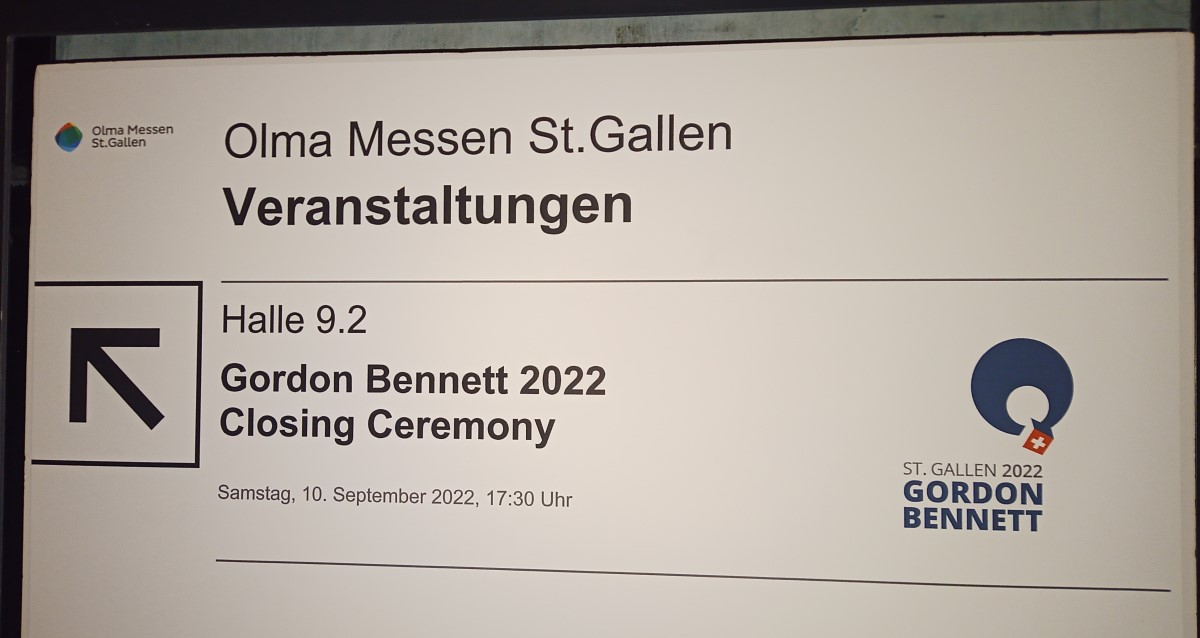 Olma Messen
St.Gallen
Olma Messen St.Gallen
Veranstaltungen
Halle 9.2
Gordon Bennett 2022
Closing Ceremony
Samstag, 10. September 2022, 17:30 Uhr
ST. GALLEN 2022
GORDON
BENNETT